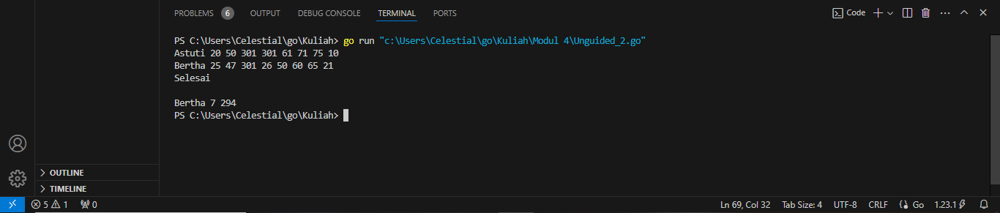 PROBLEMS 6 OUTPUT DEBUG CONSOLE TERMINAL PORTS Code
PS C:\Users\Celestial\go\Kuliah> go run "c:\Users\Celestial\go\Kuliah\Modul 4\Unguided_2.go"
Astuti 20 50 301 301 61 71 75 10
Bertha 25 47 301 26 50 60 65 21
Selesai
Bertha 7 294
PS C:\Users\Celestial\go\Kuliah>
OUTLINE
TIMELINE
5 1 0 Ln 69, Col 32 Tab Size: 4 UTF-8 CRLF Go 1.23.1